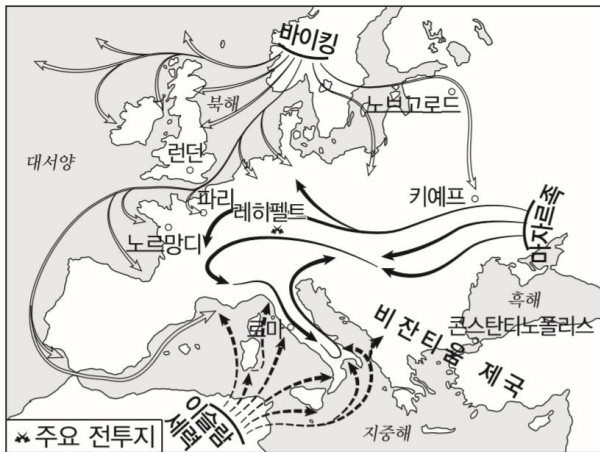 바이킹
북해
노브고로드
대서양
런던
파리
키예프
레히펠트
마자르족
노르망디
흑해
로마
콘스탄티노폴리스
비잔티움 제국
이슬람
세력
지중해
주요 전투지